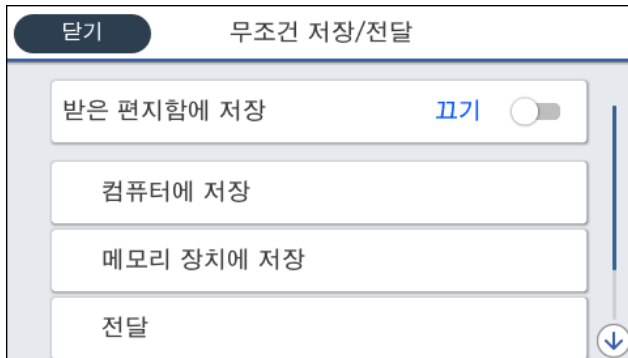 닫기 무조건 저장/전달
받은 편지함에 저장 끄기
컴퓨터에 저장
메모리 장치에 저장
전달